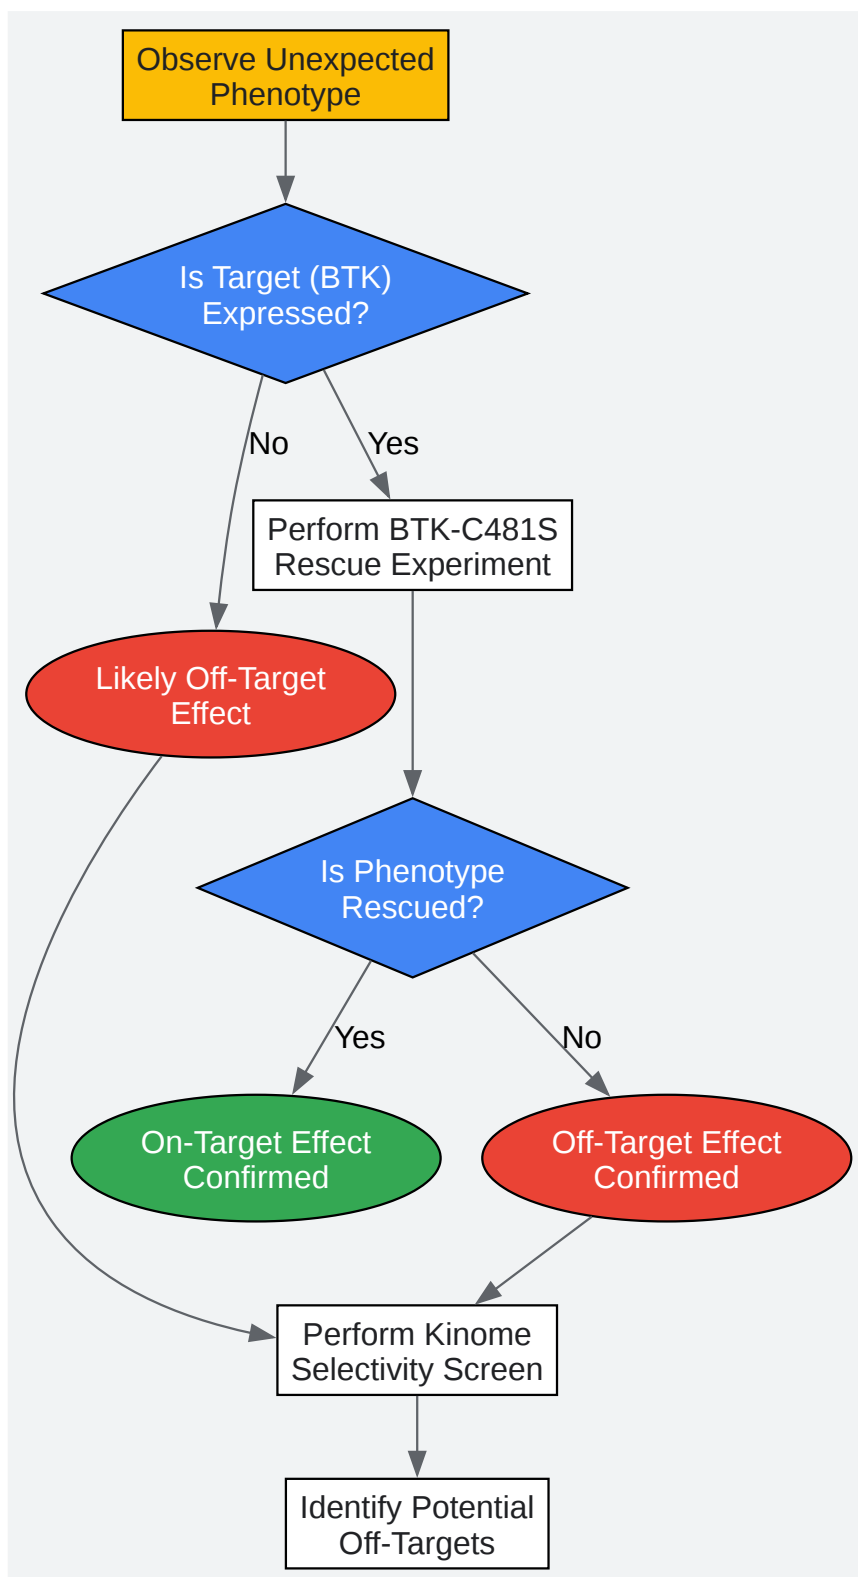 Observe Unexpected
Phenotype
Is Target (BTK)
Expressed?
No
Yes
Perform BTK-C481S
Rescue Experiment
Likely Off-Target
Effect
Is Phenotype
Rescued?
Yes
No
On-Target Effect
Confirmed
Off-Target Effect
Confirmed
Perform Kinome
Selectivity Screen
Identify Potential
Off-Targets